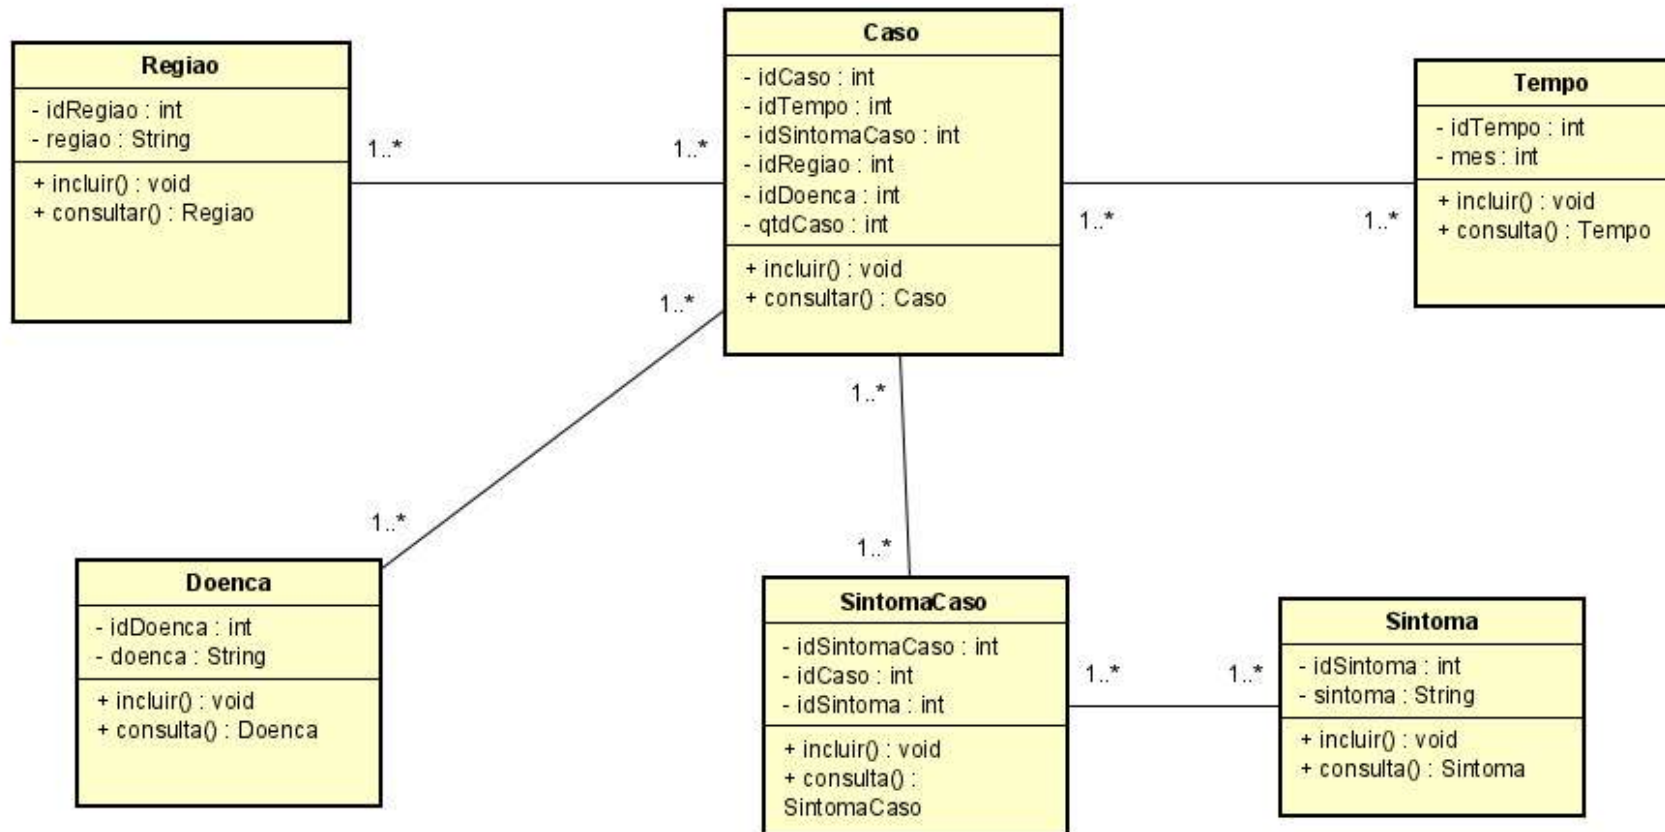 Regiao
- idRegiao : int
- regiao : String
+ incluir() : void
+ consultar() : Regiao
1..*
1..*
Caso
- idCaso : int
- idTempo : int
- idSintomaCaso : int
- idRegiao : int
- idDoenca : int
- qtdCaso : int
+ incluir() : void
+ consultar() : Caso
1..*
1..*
Tempo
- idTempo : int
- mes : int
+ incluir() : void
+ consulta() : Tempo
1..*
1..*
1..*
1..*
Doenca
- idDoenca : int
- doenca : String
+ incluir() : void
+ consulta() : Doenca
SintomaCaso
- idSintomaCaso : int
- idCaso : int
- idSintoma : int
+ incluir() : void
+ consulta() :
SintomaCaso
1..*
1..*
Sintoma
- idSintoma : int
- sintoma : String
+ incluir() : void
+ consulta() : Sintoma